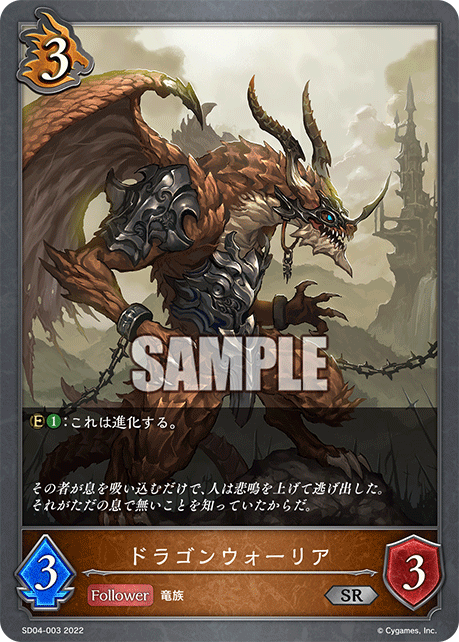 3
SAMPLE
E 1：これは進化する。
その者が息を吸い込むだけで、人は悲鳴を上げて逃げ出した。
それがただの息で無いことを知っていたからだ。
ドラゴンウォーリア
3
Follower 竜族
SR
3
SD04-003 2022
© Cygames, Inc.